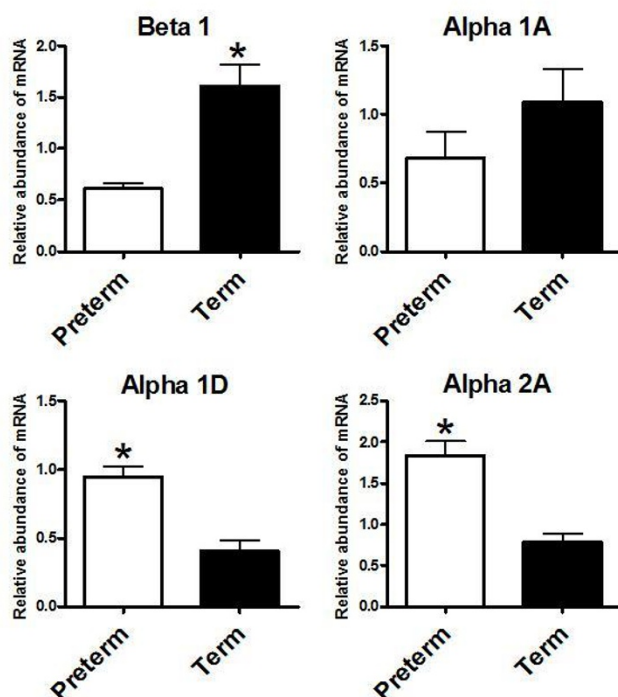 Beta 1
Relative abundance of mRNA
2.0
1.5
1.0
0.5
0.0
*
Preterm
Term
Alpha 1A
Relative abundance of mRNA
1.5
1.0
0.5
0.0
Preterm
Term
Alpha 1D
Relative abundance of mRNA
1.5
1.0
0.5
0.0
*
Preterm
Term
Alpha 2A
Relative abundance of mRNA
2.5
2.0
1.5
1.0
0.5
0.0
*
Preterm
Term